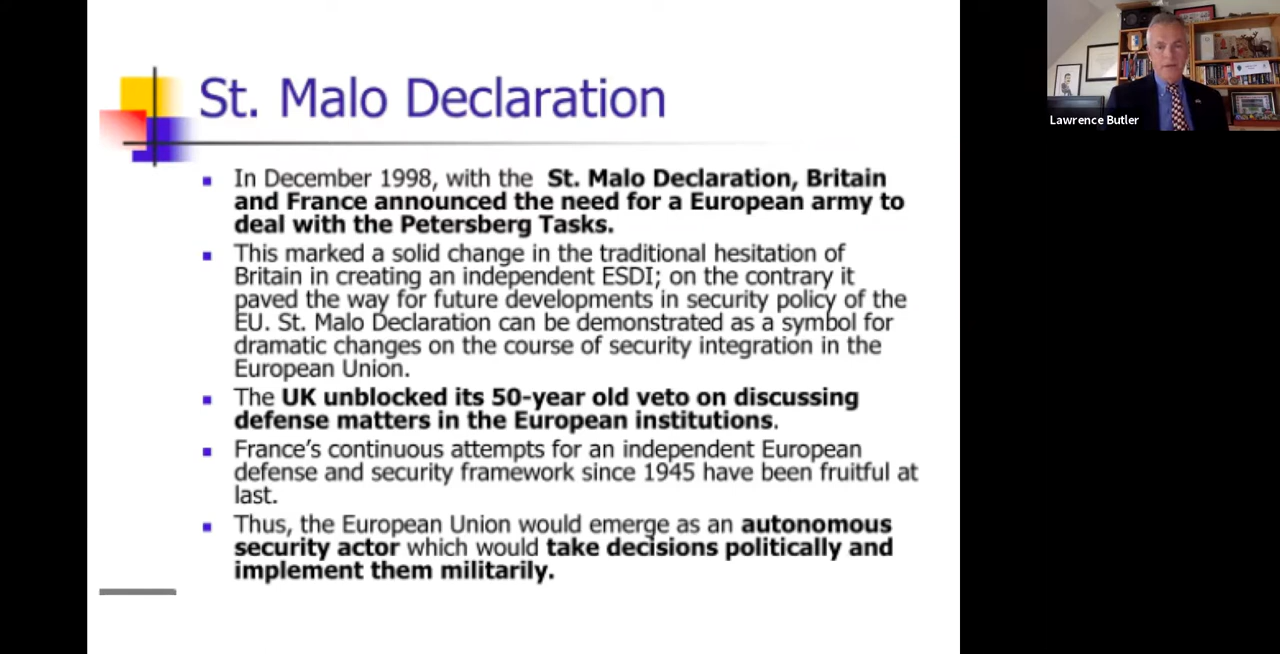 St. Malo Declaration
In December 1998, with the St. Malo Declaration, Britain
and France announced the need for a European army to
deal with the Petersberg Tasks.
This marked a solid change in the traditional hesitation of
Britain in creating an independent ESDI; on the contrary it
paved the way for future developments in security policy of the
EU. St. Malo Declaration can be demonstrated as a symbol for
dramatic changes on the course of security integration in the
European Union.
The UK unblocked its 50-year old veto on discussing
defense matters in the European institutions.
France's continuous attempts for an independent European
defense and security framework since 1945 have been fruitful at
last.
Thus, the European Union would emerge as an autonomous
security actor which would take decisions politically and
implement them militarily.
Lawrence Butler